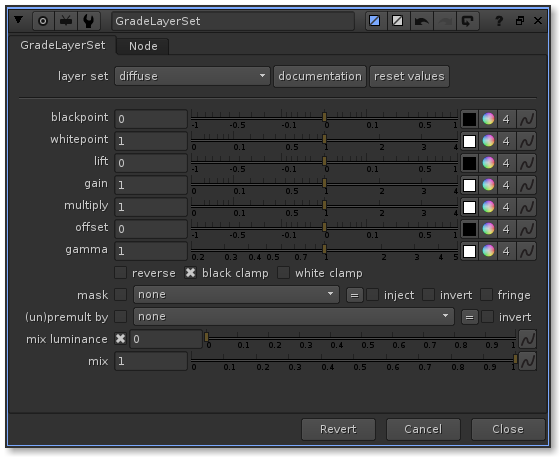 GradeLayerSet ?
GradeLayerSet Node
layer set diffuse documentation reset values
blackpoint 0 -1 -0.5 -0.1 0 0.1 0.5 1 4
whitepoint 1 0 0.1 1 2 3 4 4
lift 0 -1 -0.5 -0.1 0 0.1 0.5 1 4
gain 1 0 0.1 1 2 3 4 4
multiply 1 0 0.1 1 2 3 4 4
offset 0 -1 -0.5 -0.1 0 0.1 0.5 1 4
gamma 1 0.2 0.3 0.4 0.5 0.7 1 2 3 4 5 4
reverse black clamp white clamp
mask none = inject invert fringe
(un)premult by none = invert
mix luminance 0 0 0.1 0.2 0.3 0.4 0.5 0.6 0.7 0.8 0.9 1
mix 1 0 0.1 0.2 0.3 0.4 0.5 0.6 0.7 0.8 0.9 1
Revert Cancel Close